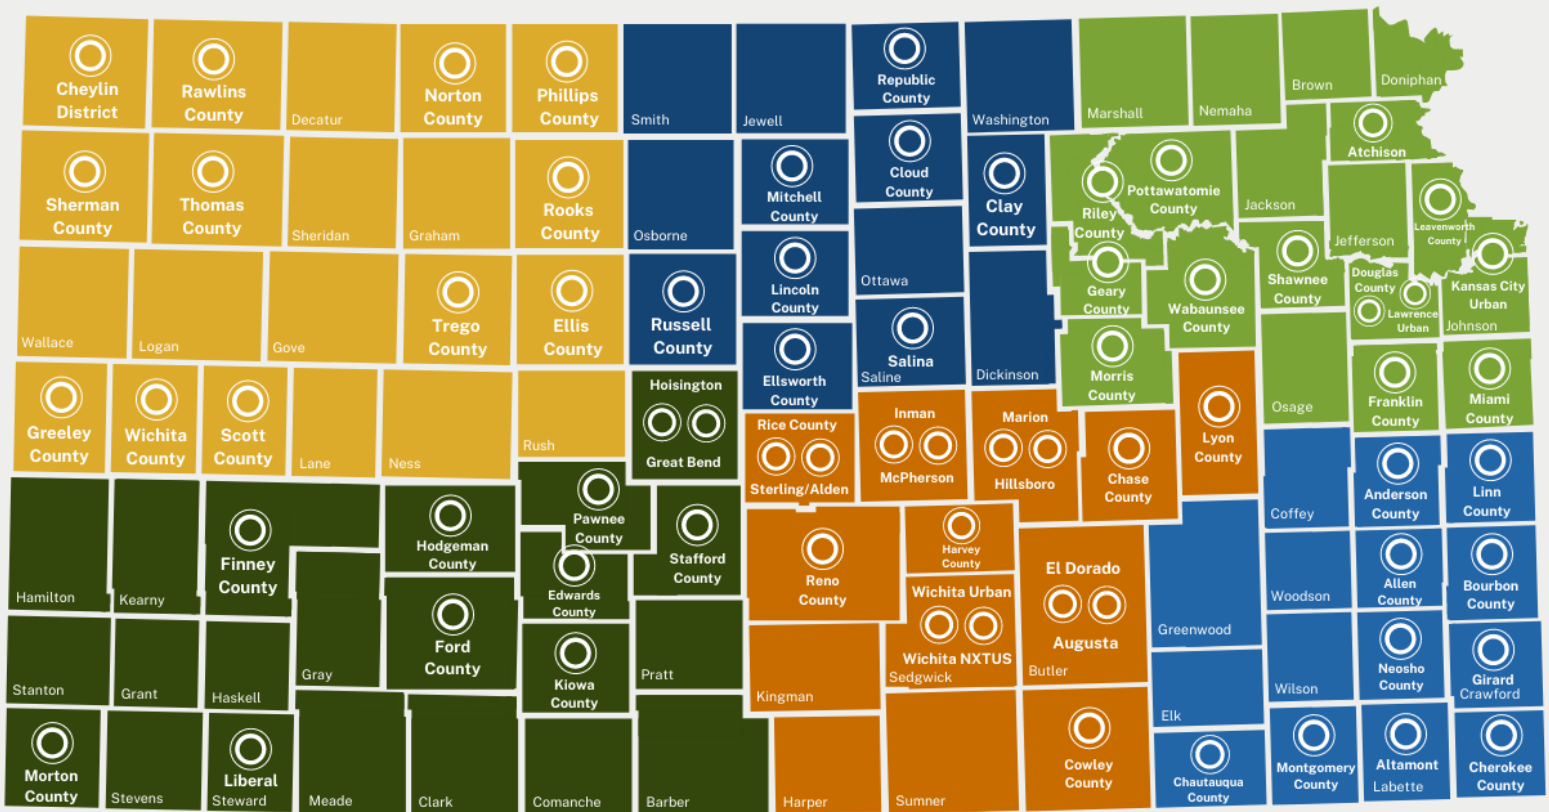 Cheylin
District
Rawlins
County
Decatur
Norton
County
Phillips
County
Smith
Jewell
Republic
County
Washington
Marshall
Nemaha
Brown
Doniphan
Sherman
County
Thomas
County
Sheridan
Graham
Rooks
County
Osborne
Mitchell
County
Cloud
County
Clay
County
Riley
County
Pottawatomie
County
Jackson
Atchison
Jefferson
Leavenworth
County
Wallace
Logan
Gove
Trego
County
Ellis
County
Russell
County
Lincoln
County
Ottawa
Dickinson
Geary
County
Wabaunsee
County
Shawnee
County
Douglas
County
Lawrence
Urban
Kansas City
Urban
Johnson
Ellsworth
County
Salina
Saline
Morris
County
Osage
Franklin
County
Miami
County
Greeley
County
Wichita
County
Scott
County
Lane
Ness
Rush
Hoisington
Great Bend
Rice County
Sterling/Alden
Inman
McPherson
Marion
Hillsboro
Chase
County
Lyon
County
Coffey
Anderson
County
Linn
County
Hamilton
Kearny
Finney
County
Hodgeman
County
Pawnee
County
Edwards
County
Stafford
County
Reno
County
Harvey
County
Wichita Urban
Wichita NXTUS
Sedgwick
El Dorado
Augusta
Butler
Greenwood
Woodson
Allen
County
Bourbon
County
Stanton
Grant
Haskell
Gray
Ford
County
Kiowa
County
Pratt
Kingman
Elk
Wilson
Neosho
County
Girard
Crawford
Morton
County
Stevens
Liberal
Steward
Meade
Clark
Comanche
Barber
Harper
Sumner
Cowley
County
Chautauqua
County
Montgomery
County
Altamont
Labette
Cherokee
County